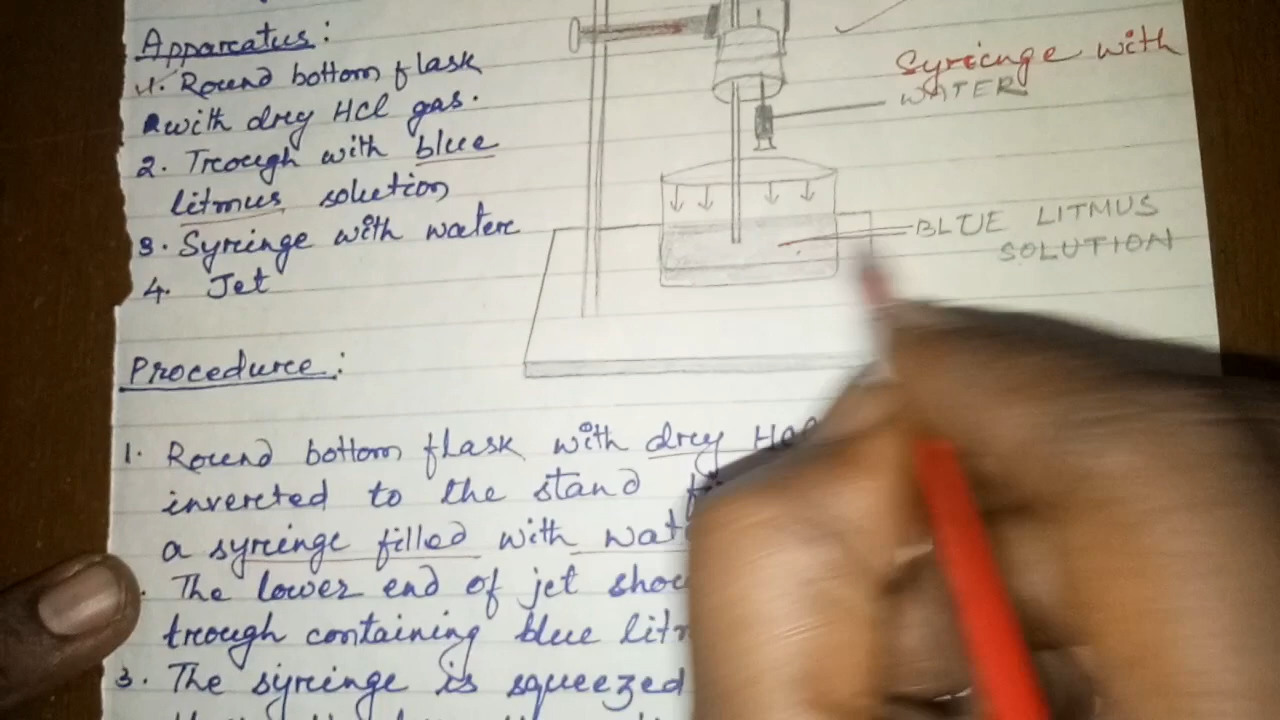 Apparatus:
1. Round bottom flask
with dry HCl gas.
2. Trough with blue
litmus solution
3. Syringe with water
4. Jet
Syringe with
WATER
BLUE LITMUS
SOLUTION
Procedure:
1. Round bottom flask with dry
inverted to the stand
a syringe filled with
The lower end of jet
trough containing blue
3. The syringe is squeezed